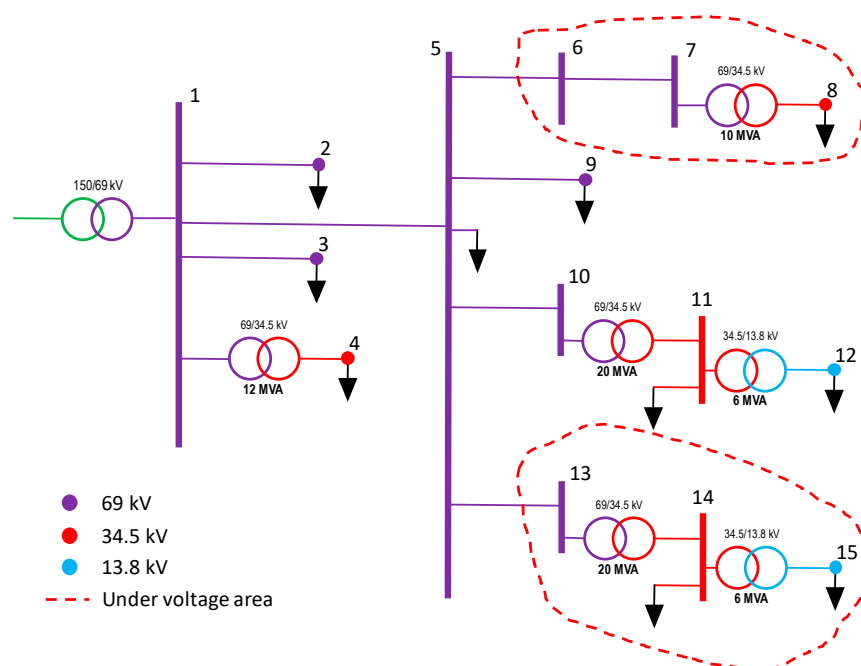 5
6
7
69/34.5 kV
8
10 MVA
1
2
150/69 kV
9
3
10
69/34.5 kV
11
69/34.5 kV
4
34.5/13.8 kV
12
12 MVA
20 MVA
6 MVA
13
14
69/34.5 kV
34.5/13.8 kV
15
20 MVA
6 MVA
69 kV
34.5 kV
13.8 kV
Under voltage area